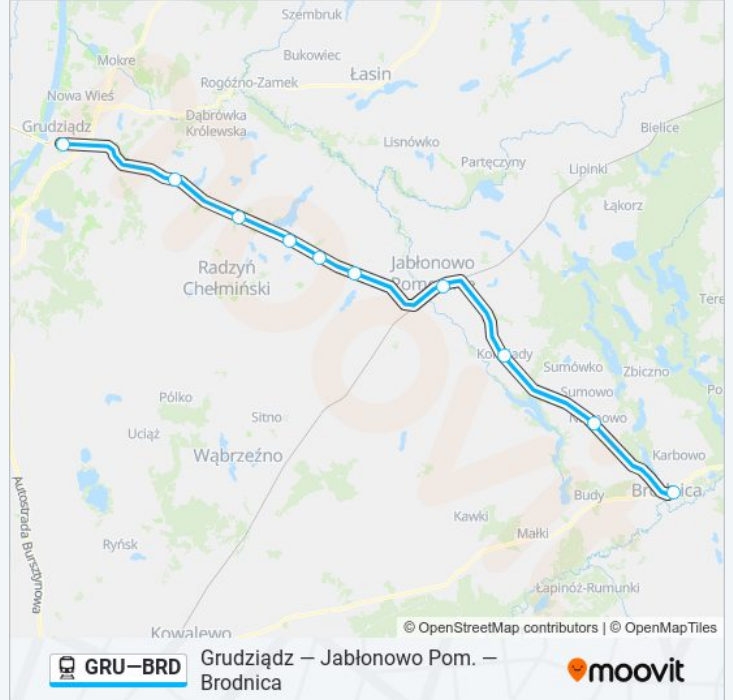 Szembruk
Bukowiec
Mokre
Łasin
Rogóźno-Zamek
Nowa Wieś
Dąbrówka
Królewska
Grudziądz
Bielice
Lisnówko
Partęczyny
Lipinki
Łąkorz
Jabłonowo
Radzyń
Chełmiński
Sumówko
Zbiczno
Sumowo
Pólko
Sitno
Uciąż
Wąbrzeźno
Karbowo
Brodnica
Budy
Kawki
Małki
Ryńsk
Autostrada Bursztynowa
Łapinóż-Rumunki
Kowalewo
© OpenStreetMap contributors | © OpenMapTiles
GRU—BRD
Grudziądz — Jabłonowo Pom. —
Brodnica
moovit